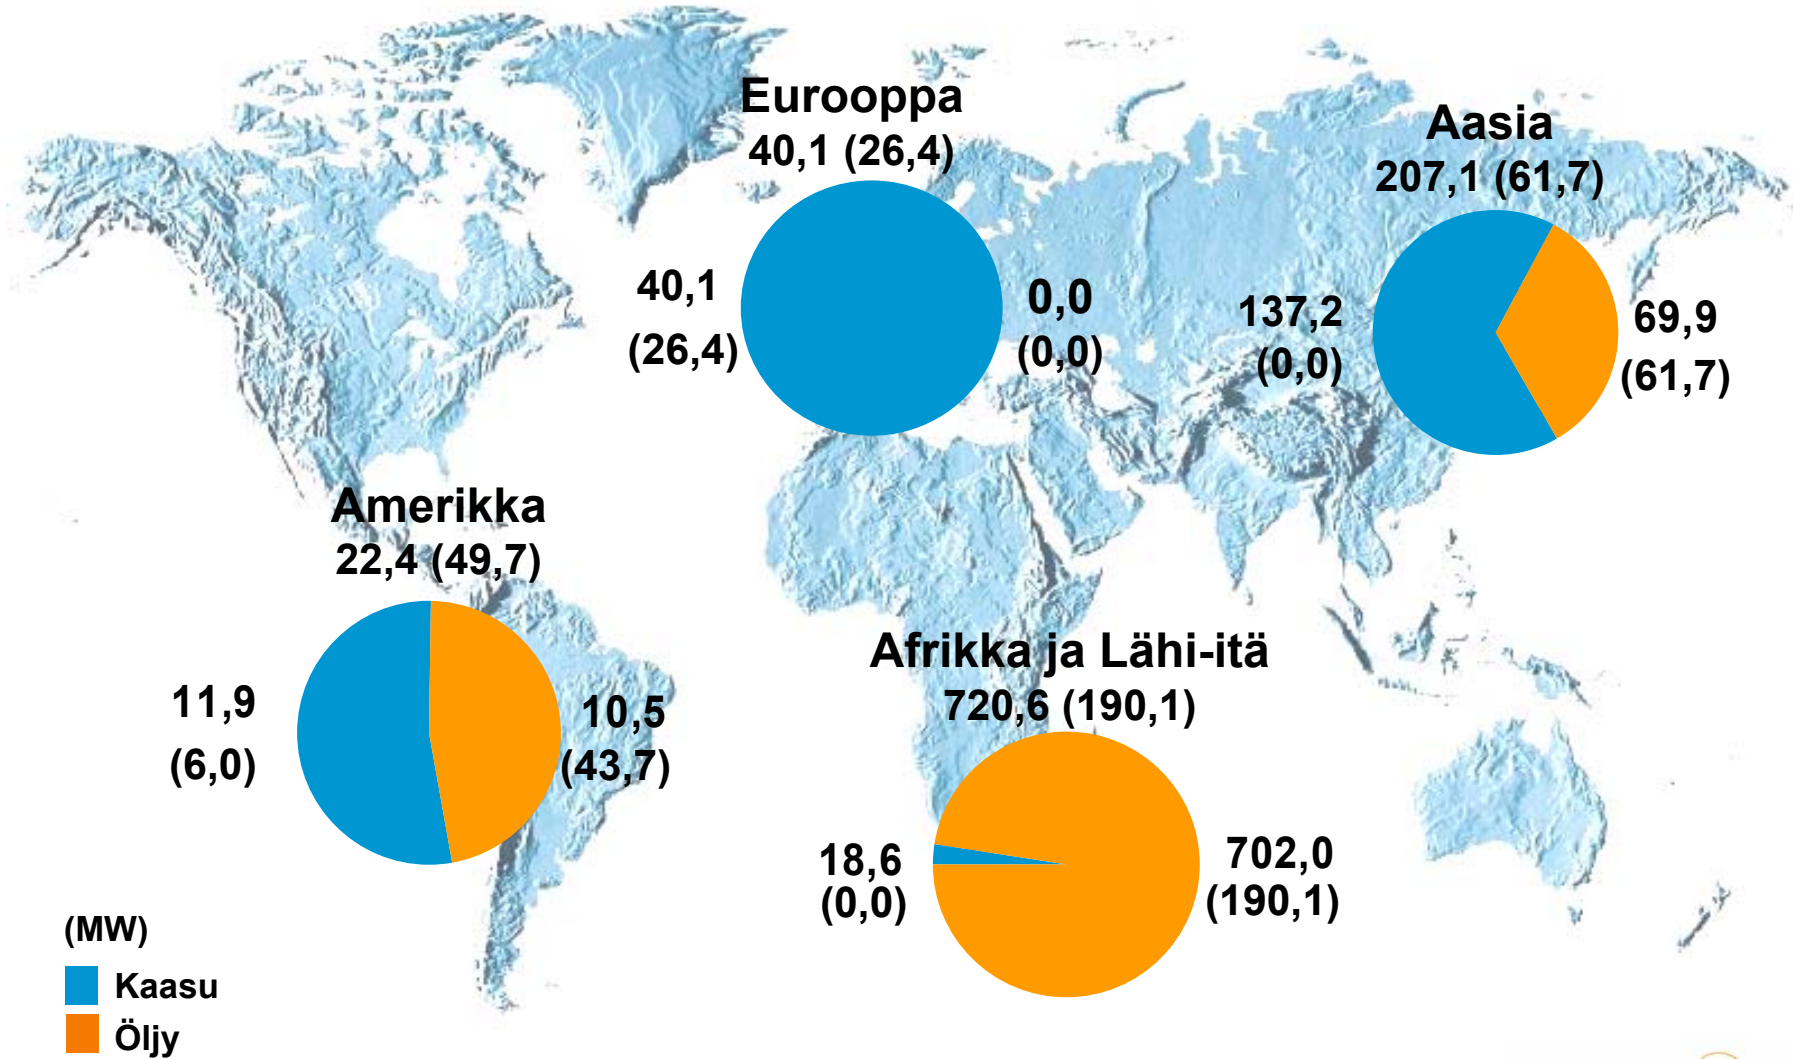 Eurooppa
40,1 (26,4)
40,1
(26,4)
0,0
(0,0)
Aasia
207,1 (61,7)
137,2
(0,0)
69,9
(61,7)
Amerikka
22,4 (49,7)
11,9
(6,0)
10,5
(43,7)
Afrikka ja Lähi-itä
720,6 (190,1)
18,6
(0,0)
702,0
(190,1)
(MW)
Kaasu
Öljy